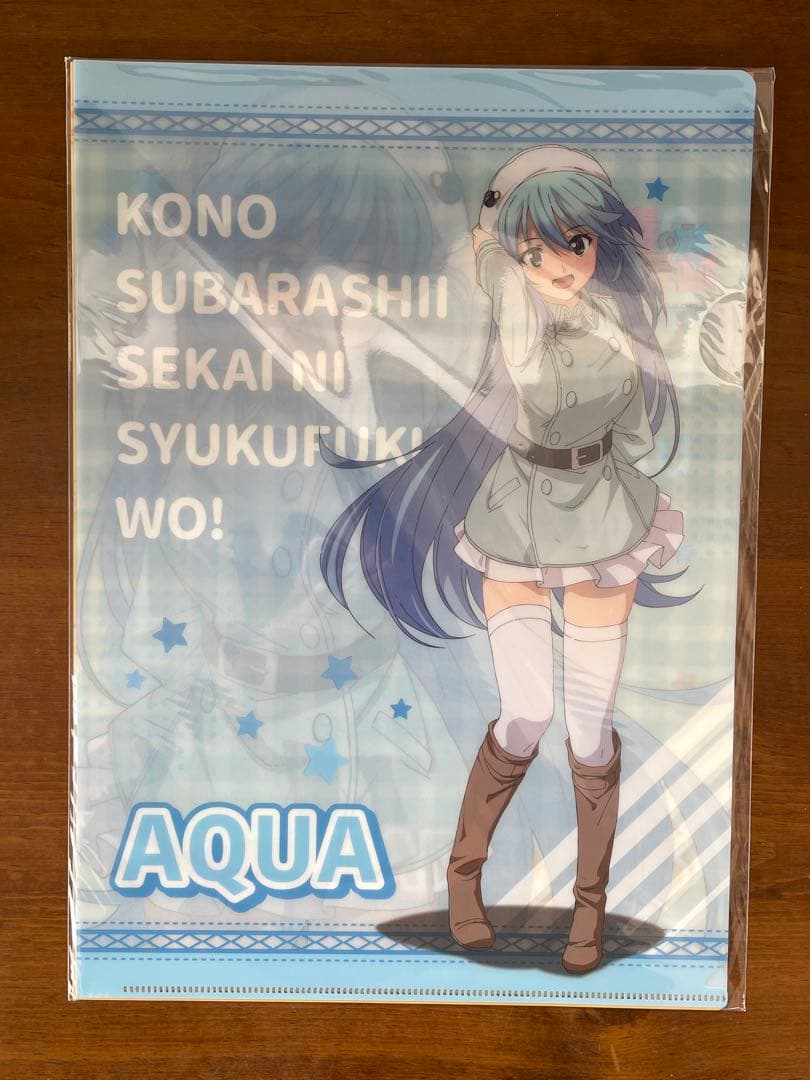 KONO
SUBARASHII
SEKAI NI
SYUKUFUKU
WO!
AQUA